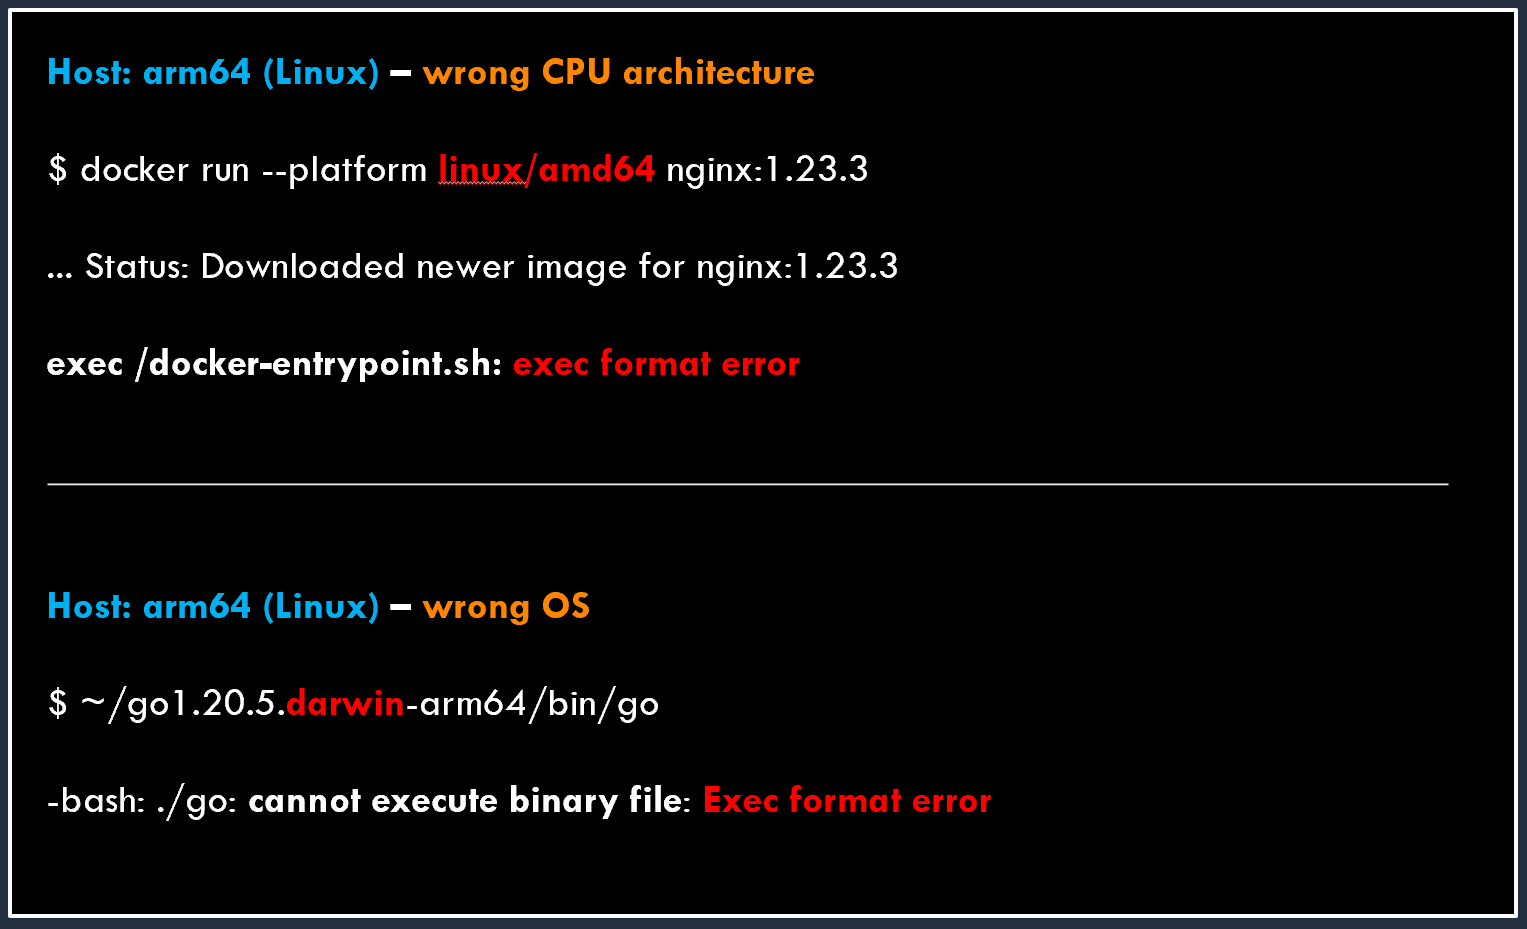 Host: arm64 (Linux) – wrong CPU architecture
$ docker run --platform linux/amd64 nginx:1.23.3
... Status: Downloaded newer image for nginx:1.23.3
exec /docker-entrypoint.sh: exec format error
Host: arm64 (Linux) – wrong OS
$ ~/go1.20.5.darwin-arm64/bin/go
-bash: ./go: cannot execute binary file: Exec format error